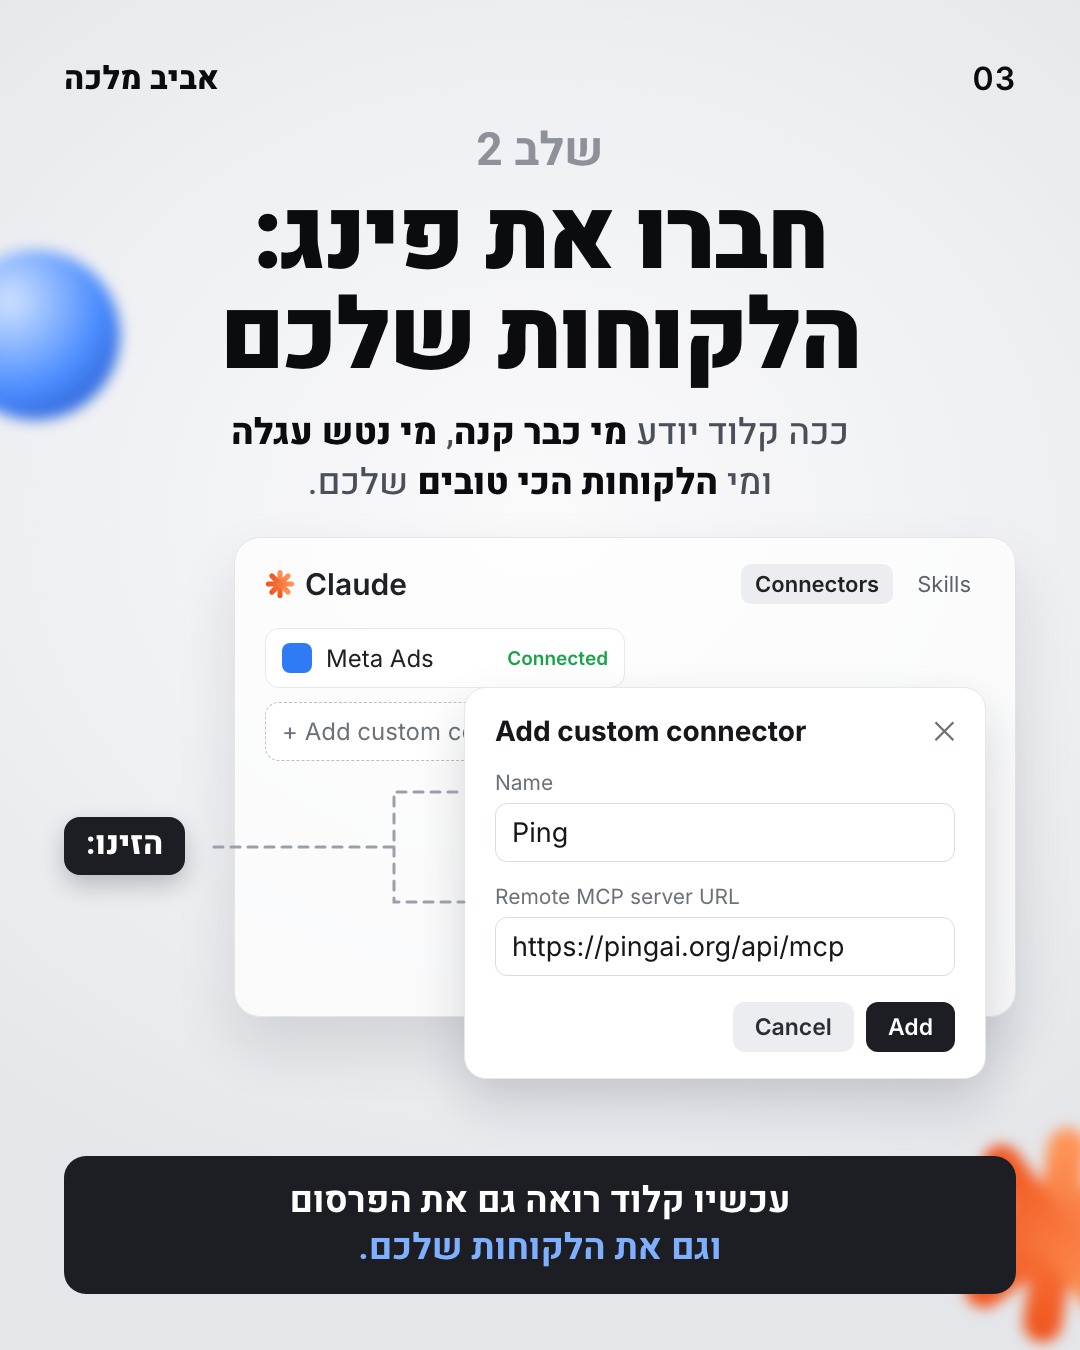 אביב מלכה
03
שלב 2
חברו את פינג:
הלקוחות שלכם
ככה קלוד יודע מי כבר קנה, מי נטש עגלה
ומי הלקוחות הכי טובים שלכם.
Claude
Connectors
Skills
Meta Ads
Connected
+ Add custom c
Add custom connector
Name
Ping
הזינו:
Remote MCP server URL
https://pingai.org/api/mcp
Cancel
Add
עכשיו קלוד רואה גם את הפרסום
וגם את הלקוחות שלכם.